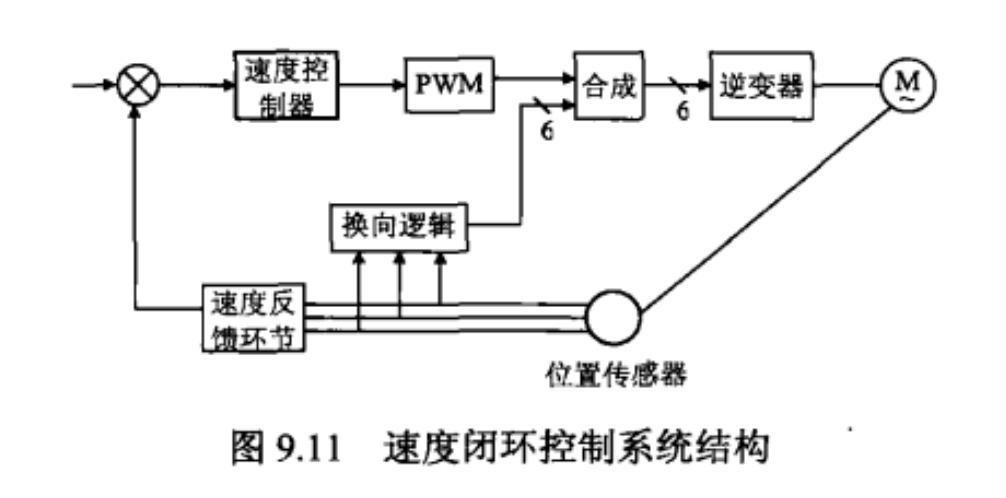 速度控
制器
PWM
合成
逆变器
M
~
6
6
换向逻辑
速度反
馈环节
位置传感器
图 9.11 速度闭环控制系统结构